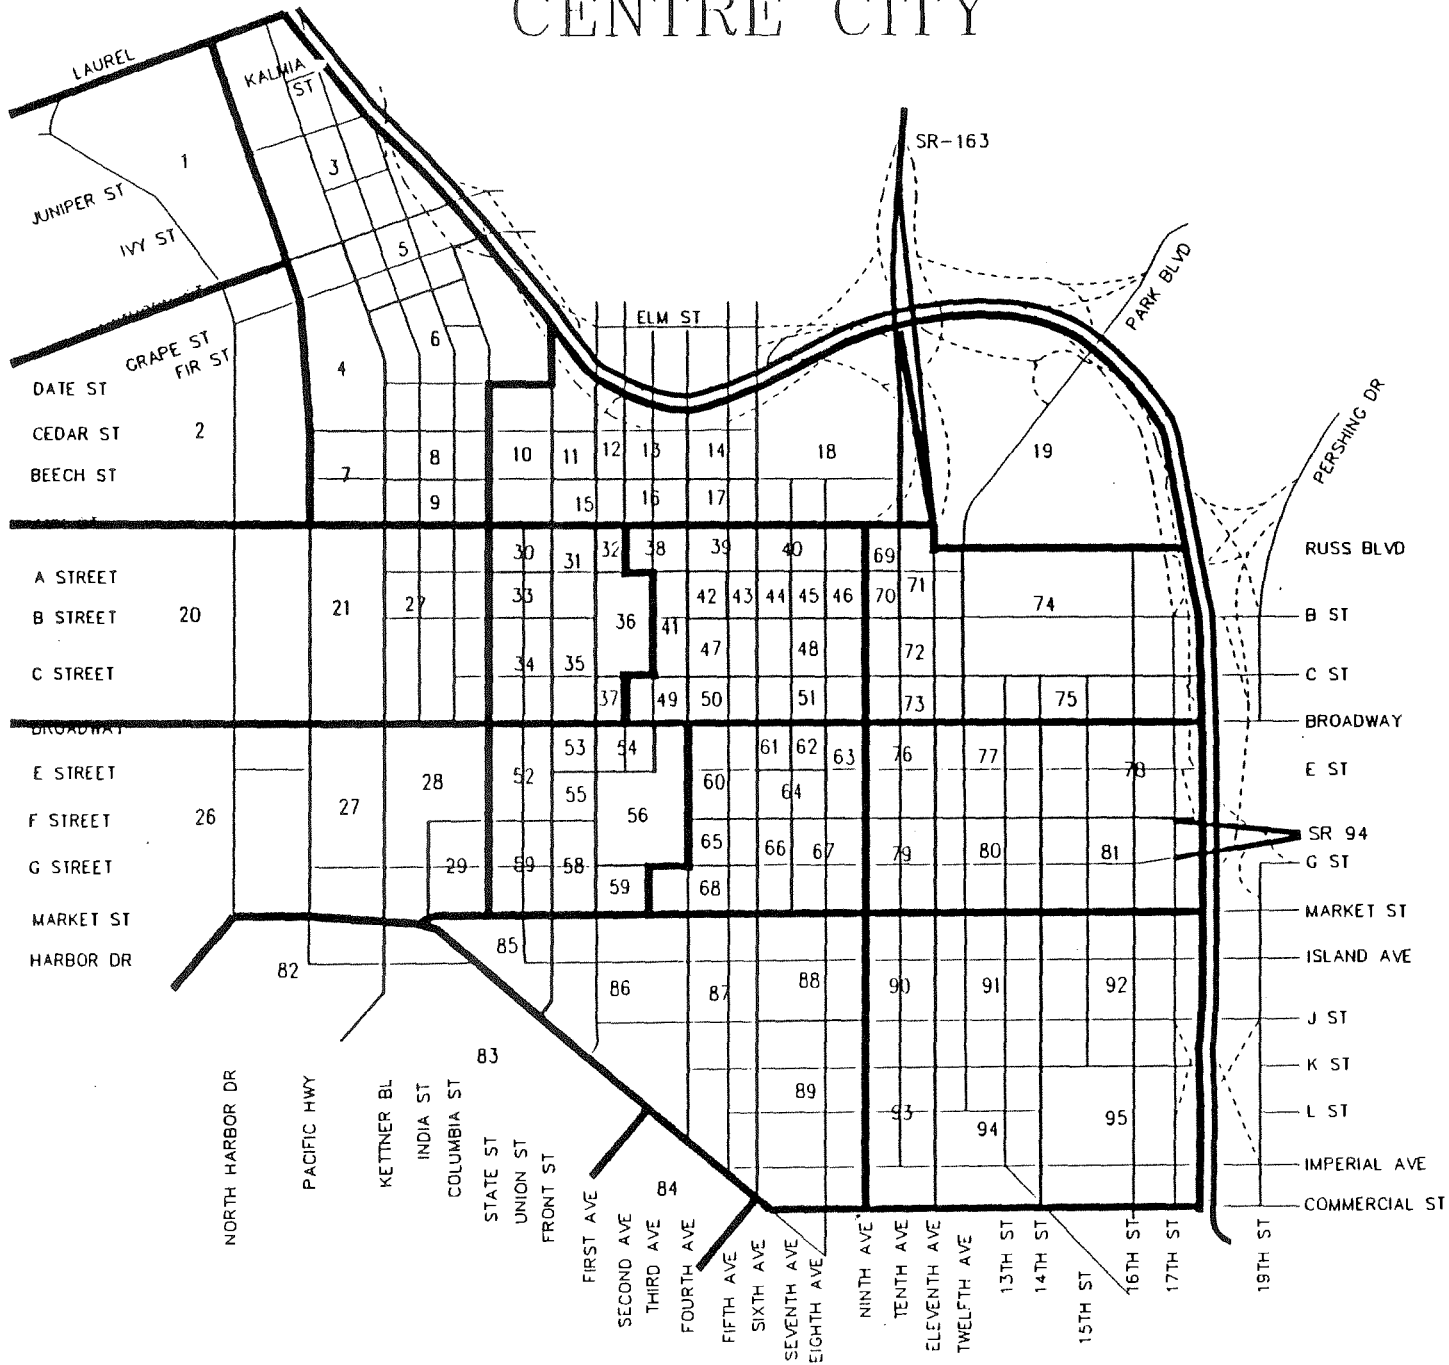 CENTRE CITY
LAUREL
KALMIA
ST
SR-163
1
3
JUNIPER ST
IVY ST
5
PARK BLVD
ELM ST
6
GRAPE ST
FIR ST
4
DATE ST
PERSHING DR
CEDAR ST
2
8
10
11
12
13
14
18
19
BEECH ST
7
9
15
16
17
30
31
32
38
39
40
69
RUSS BLVD
A STREET
71
B STREET
20
21
27
33
36
41
42
43
44
45
46
70
74
B ST
C STREET
34
35
47
48
72
C ST
37
49
50
51
73
75
BROADWAY
BROADWAY
E STREET
28
52
53
54
61
62
63
76
77
78
E ST
27
55
60
64
F STREET
26
56
SR 94
G STREET
29
59
58
65
66
67
79
80
81
G ST
59
68
MARKET ST
MARKET ST
HARBOR DR
85
ISLAND AVE
82
86
87
88
90
91
92
J ST
83
K ST
89
93
94
95
L ST
84
IMPERIAL AVE
COMMERCIAL ST
NORTH HARBOR DR
PACIFIC HWY
KETTNER BL
INDIA ST
COLUMBIA ST
STATE ST
UNION ST
FRONT ST
FIRST AVE
SECOND AVE
THIRD AVE
FOURTH AVE
FIFTH AVE
SIXTH AVE
SEVENTH AVE
EIGHTH AVE
NINTH AVE
TENTH AVE
ELEVENTH AVE
TWELFTH AVE
13TH ST
14TH ST
15TH ST
16TH ST
17TH ST
19TH ST